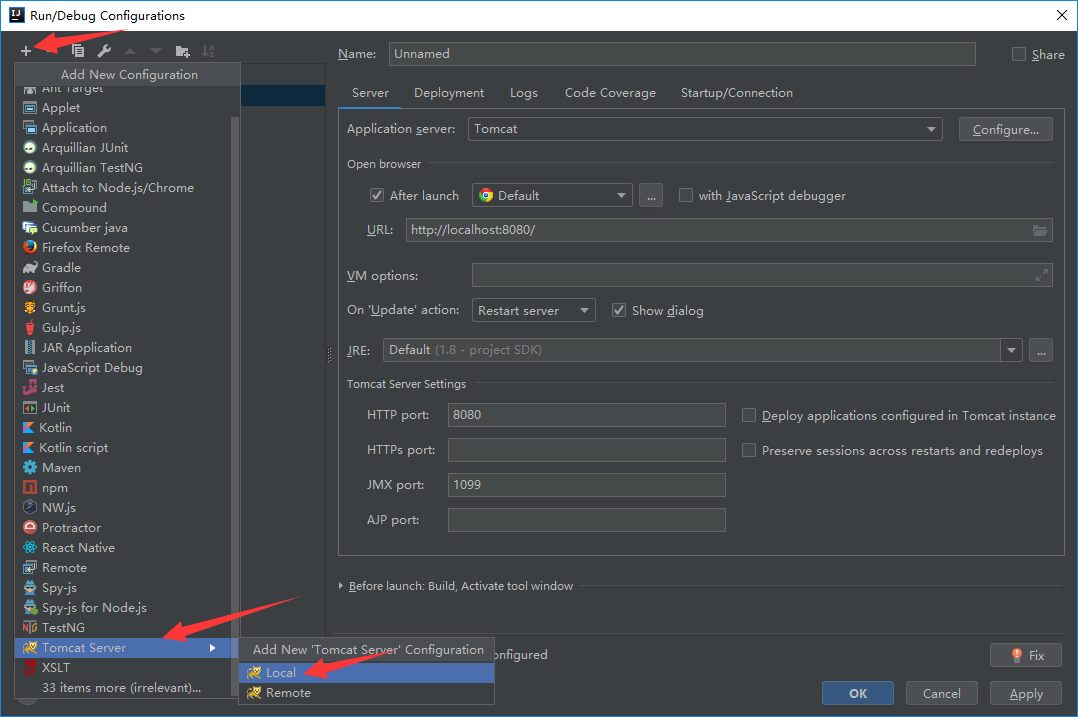 Run/Debug Configurations
Add New Configuration
Ant Target
Applet
Application
Arquillian JUnit
Arquillian TestNG
Attach to Node.js/Chrome
Compound
Cucumber java
Firefox Remote
Gradle
Griffon
Grunt.js
Gulp.js
JAR Application
JavaScript Debug
Jest
JUnit
Kotlin
Kotlin script
Maven
npm
NW.js
Protractor
React Native
Remote
Spy-js
Spy-js for Node.js
TestNG
Tomcat Server
XSLT
33 items more (irrelevant)...
Add New 'Tomcat Server' Configuration
Local
Remote
Name: Unnamed
Share
Server Deployment Logs Code Coverage Startup/Connection
Application server: Tomcat Configure...
Open browser
After launch Default ... with JavaScript debugger
URL: http://localhost:8080/
VM options:
On 'Update' action: Restart server Show dialog
JRE: Default (1.8 - project SDK) ...
Tomcat Server Settings
HTTP port: 8080 Deploy applications configured in Tomcat instance
HTTPs port: Preserve sessions across restarts and redeploys
JMX port: 1099
AJP port:
Before launch: Build, Activate tool window
onfigured
Fix
OK Cancel Apply